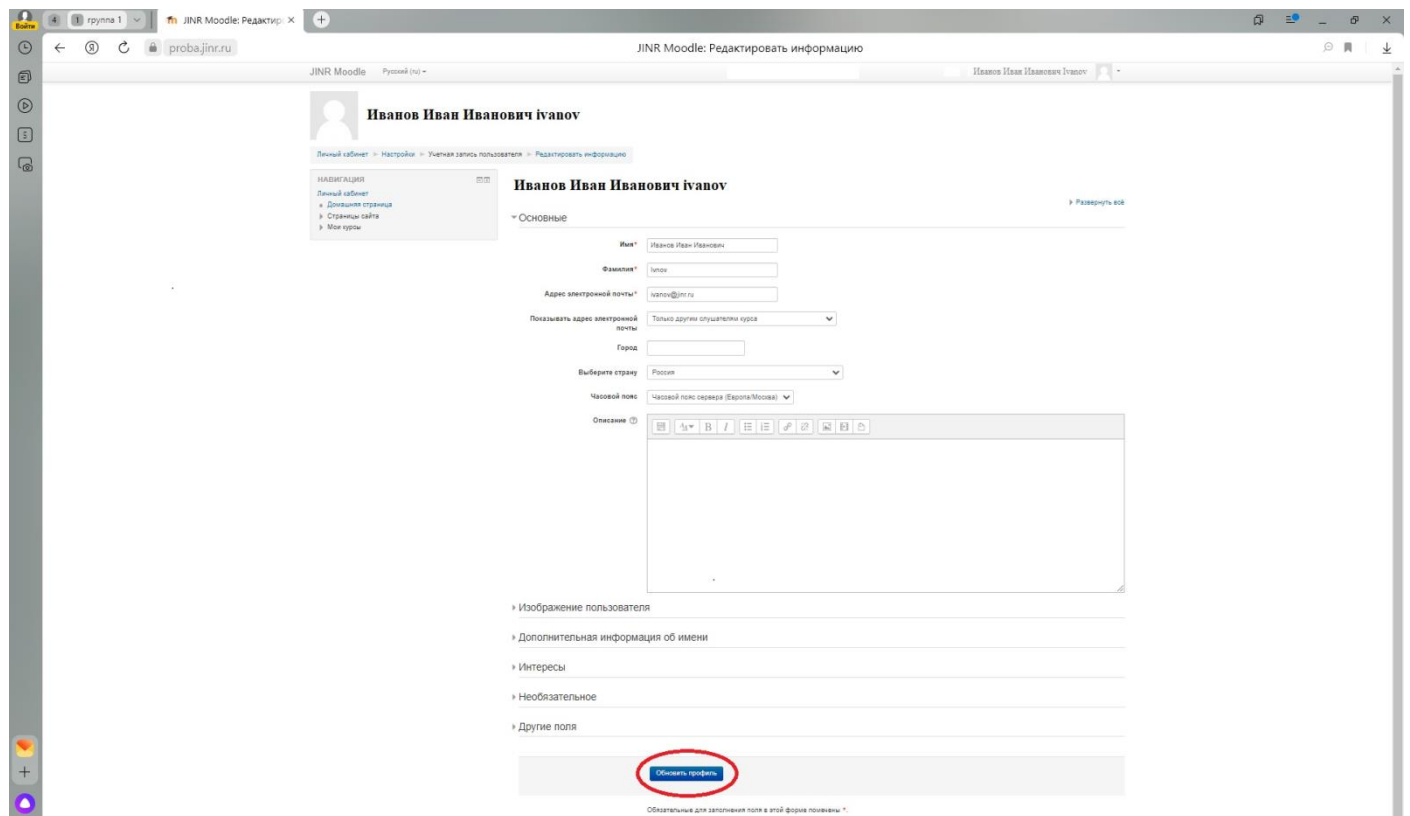 Войти
4
1 группа 1
JINR Moodle: Редактир
proba.jinr.ru
JINR Moodle: Редактировать информацию
JINR Moodle Русский (ru)
Иванов Иван Иванович Ivanov
Иванов Иван Иванович ivanov
Личный кабинет Настройки Учетная запись пользователя Редактировать информацию
НАВИГАЦИЯ
Личный кабинет
Домашняя страница
Страницы сайта
Мои курсы
Иванов Иван Иванович ivanov
Развернуть всё
Основные
Имя* Иванов Иван Иванович
Фамилия* Ivnov
Адрес электронной почты* ivanov@jinr.ru
Показывать адрес электронной
почты
Только другим слушателям курса
Город
Выберите страну Россия
Часовой пояс Часовой пояс сервера (Европа/Москва)
Описание
B I
Изображение пользователя
Дополнительная информация об имени
Интересы
Необязательное
Другие поля
Обновить профиль
Обязательные для заполнения поля в этой форме помечены *.